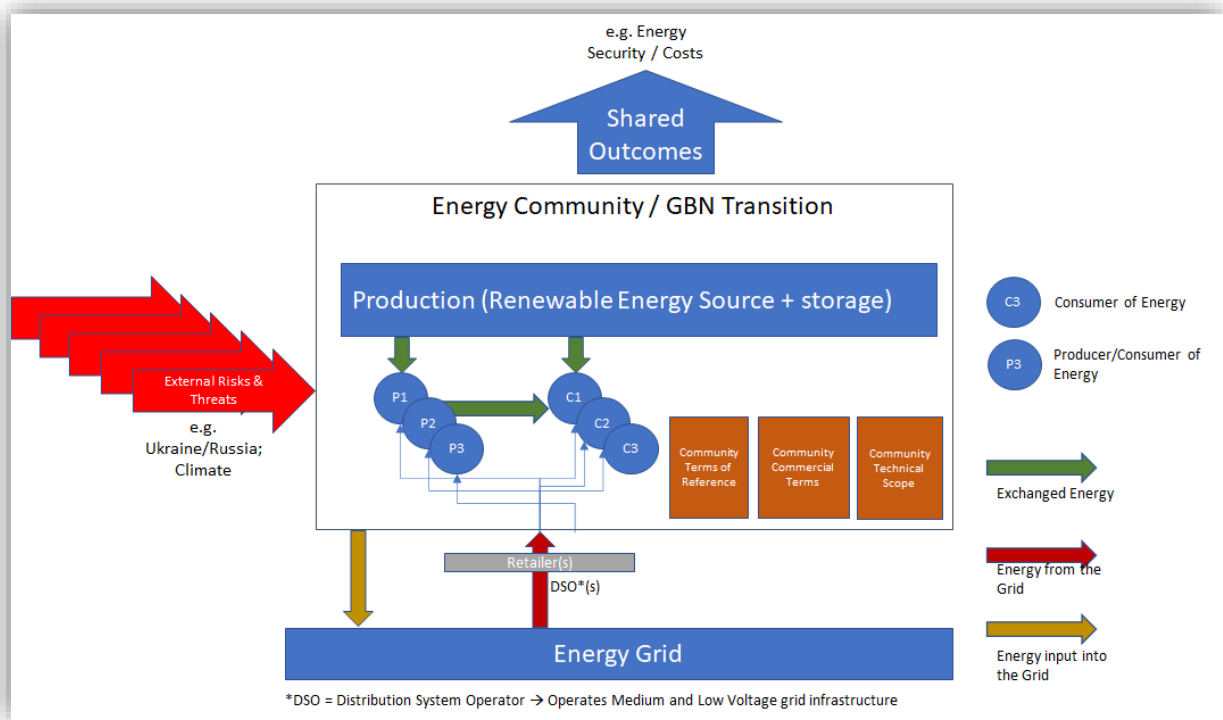 e.g. Energy
Security / Costs
Shared
Outcomes
Energy Community / GBN Transition
Production (Renewable Energy Source + storage)
External Risks &
Threats
e.g.
Ukraine/Russia;
Climate
P1
P2
P3
C1
C2
C3
Community
Terms of
Reference
Community
Commercial
Terms
Community
Technical
Scope
C3
Consumer of Energy
P3
Producer/Consumer of
Energy
Exchanged Energy
Energy from the
Grid
Energy input into
the Grid
Retailer(s)
DSO*(s)
Energy Grid
*DSO = Distribution System Operator → Operates Medium and Low Voltage grid infrastructure